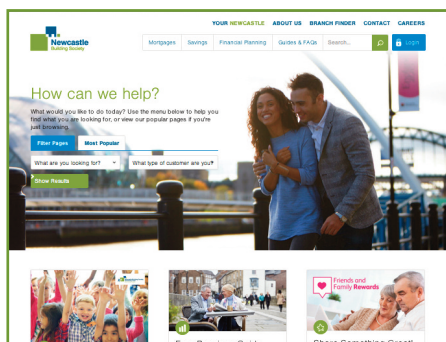 YOUR NEWCASTLE ABOUT US BRANCH FINDER CONTACT CAREERS
Newcastle
Building Society
Mortgages Savings Financial Planning Guides & FAQs Search... Login
How can we help?
What would you like to do today? Use the menu below to help you
find what you are looking for, or view our popular pages if you're
just browsing.
Filter Pages Most Popular
What are you looking for? What type of customer are you?
Show Results
Friends and
Family Rewards